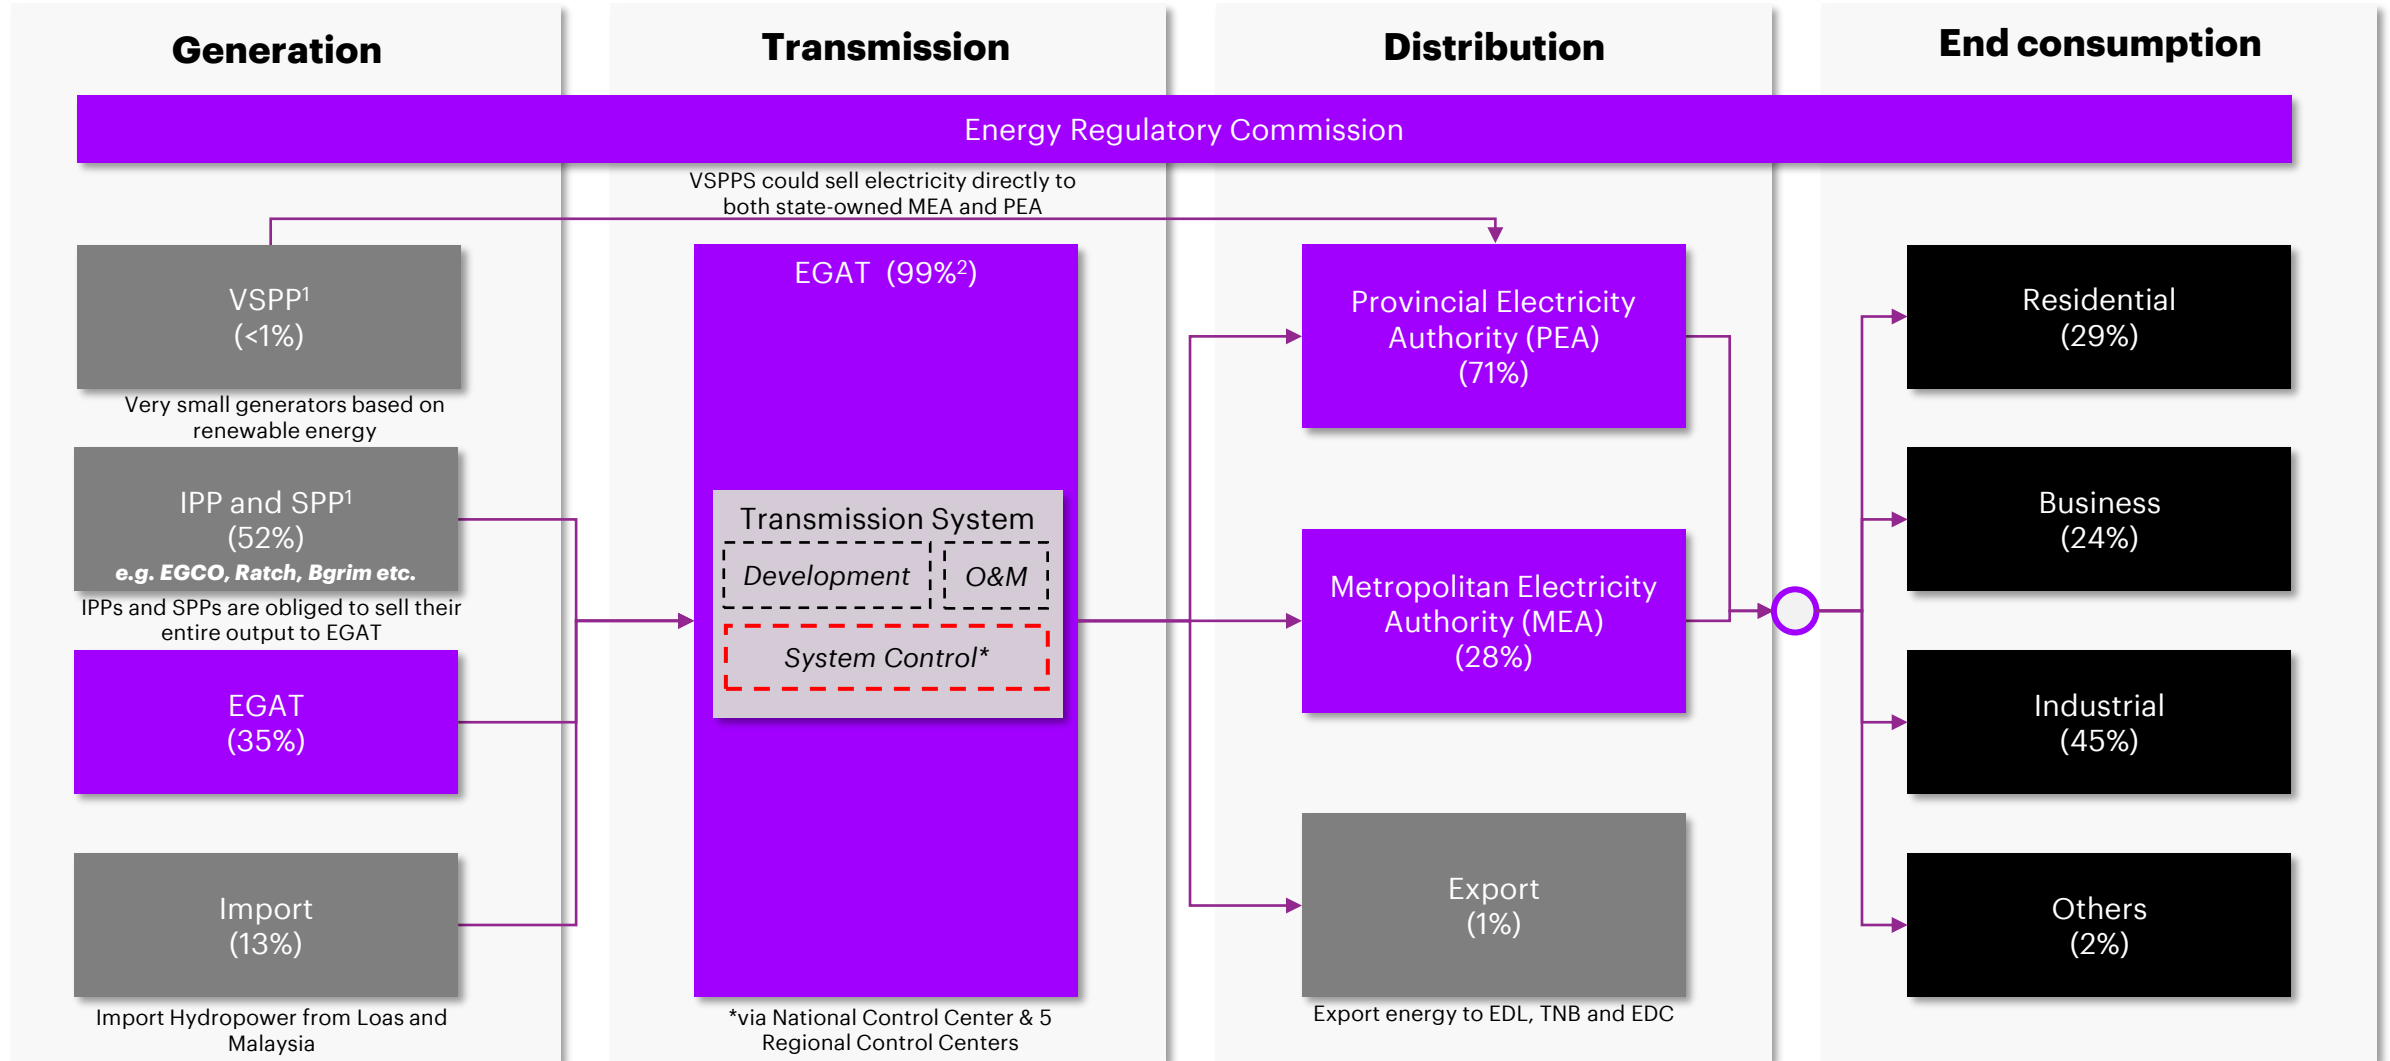 Generation
Transmission
Distribution
End consumption
Energy Regulatory Commission
VSPPS could sell electricity directly to
both state-owned MEA and PEA
VSPP¹
(<1%)
Very small generators based on
renewable energy
IPP and SPP¹
(52%)
e.g. EGCO, Ratch, Bgrim etc.
IPPs and SPPs are obliged to sell their
entire output to EGAT
EGAT
(35%)
Import
(13%)
Import Hydropower from Loas and
Malaysia
EGAT (99%²)
Transmission System
Development
O&M
System Control*
*via National Control Center & 5
Regional Control Centers
Provincial Electricity
Authority (PEA)
(71%)
Metropolitan Electricity
Authority (MEA)
(28%)
Export
(1%)
Export energy to EDL, TNB and EDC
Residential
(29%)
Business
(24%)
Industrial
(45%)
Others
(2%)